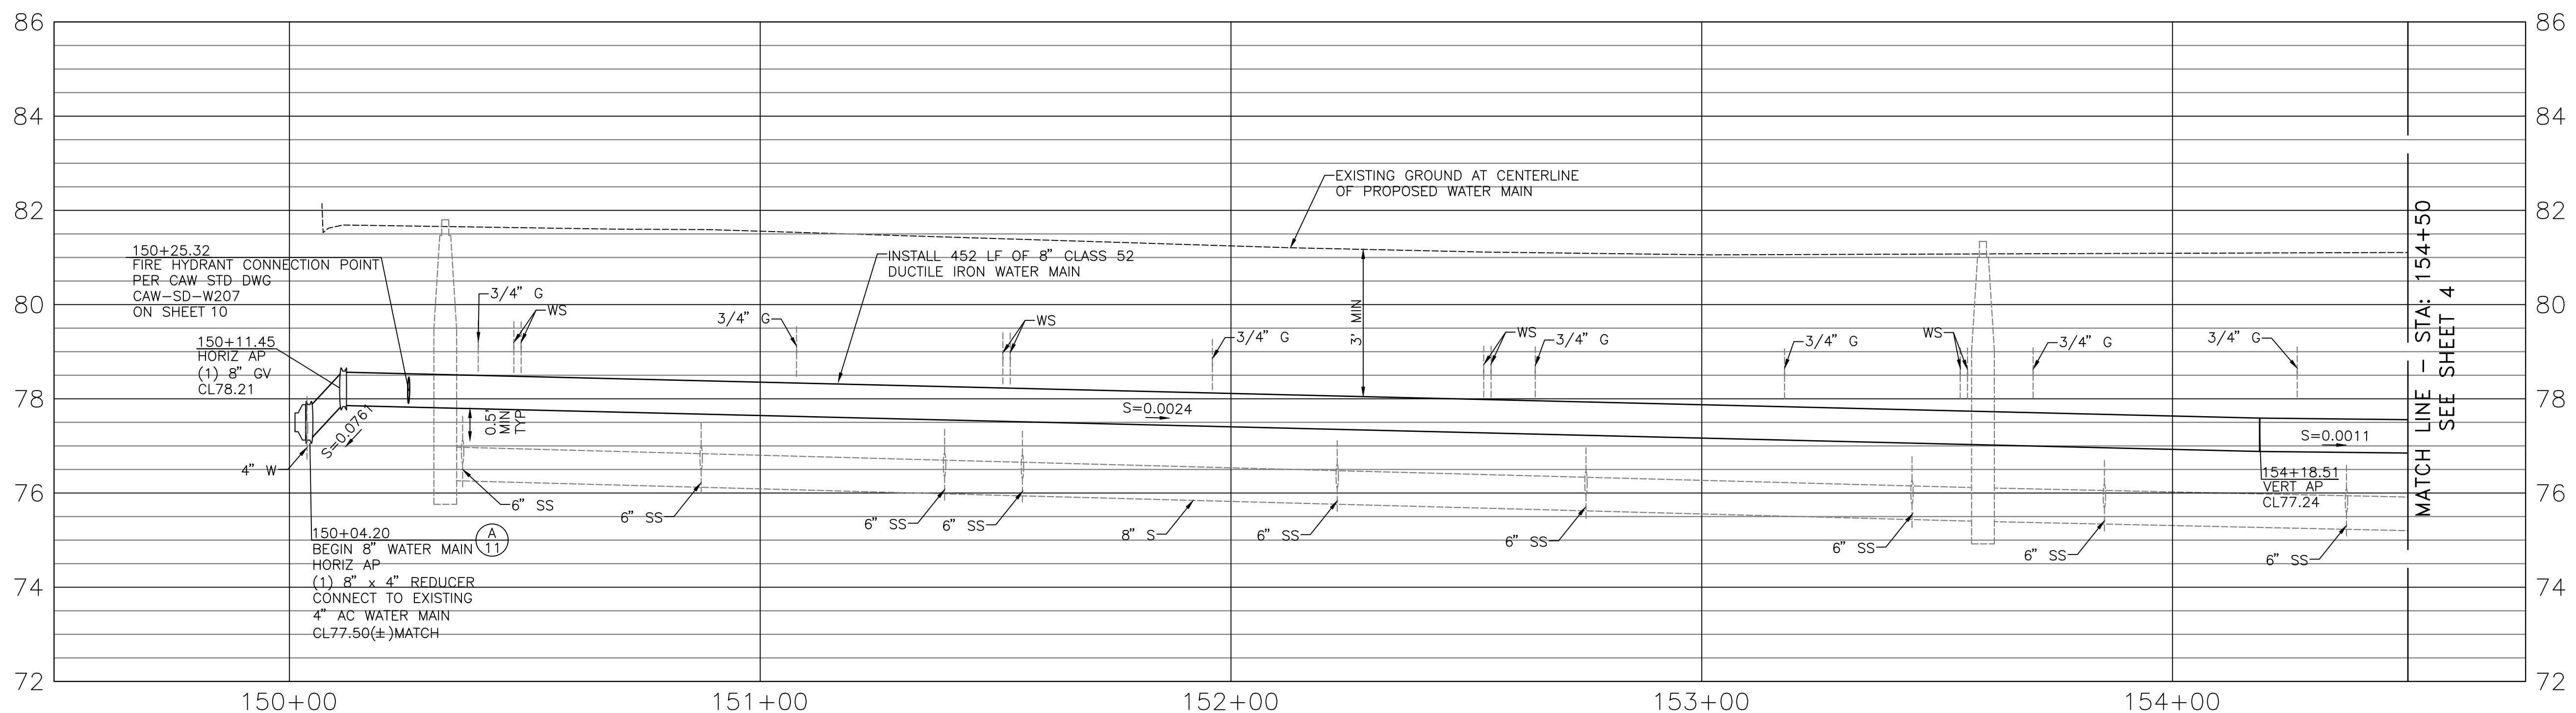 86
84
82
80
78
76
74
72
86
84
82
80
78
76
74
72
150+00
151+00
152+00
153+00
154+00
150+25.32
FIRE HYDRANT CONNECTION POINT
PER CAW STD DWG
CAW-SD-W207
ON SHEET 10
150+11.45
HORIZ AP
(1) 8" GV
CL78.21
S=0.0761
4" W
150+04.20
BEGIN 8" WATER MAIN
HORIZ AP
(1) 8" x 4" REDUCER
CONNECT TO EXISTING
4" AC WATER MAIN
CL77.50(±)MATCH
A
11
3/4" G
WS
0.5'
MIN
TYP
6" SS
6" SS
3/4" G
INSTALL 452 LF OF 8" CLASS 52
DUCTILE IRON WATER MAIN
6" SS
6" SS
WS
S=0.0024
8" S
3/4" G
6" SS
EXISTING GROUND AT CENTERLINE
OF PROPOSED WATER MAIN
3' MIN
WS
3/4" G
6" SS
3/4" G
WS
6" SS
3/4" G
6" SS
3/4" G
S=0.0011
154+18.51
VERT AP
CL77.24
6" SS
MATCH LINE - STA: 154+50
SEE SHEET 4